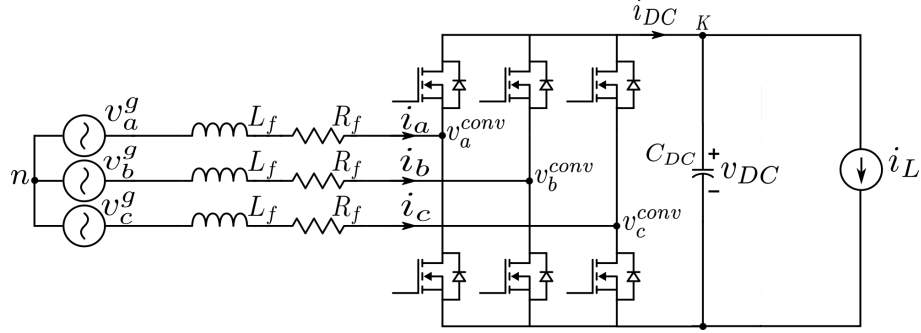 i_DC K
v_a^g L_f R_f i_a v_a^conv
n v_b^g L_f R_f i_b v_b^conv C_DC + v_DC - i_L
v_c^g L_f R_f i_c v_c^conv